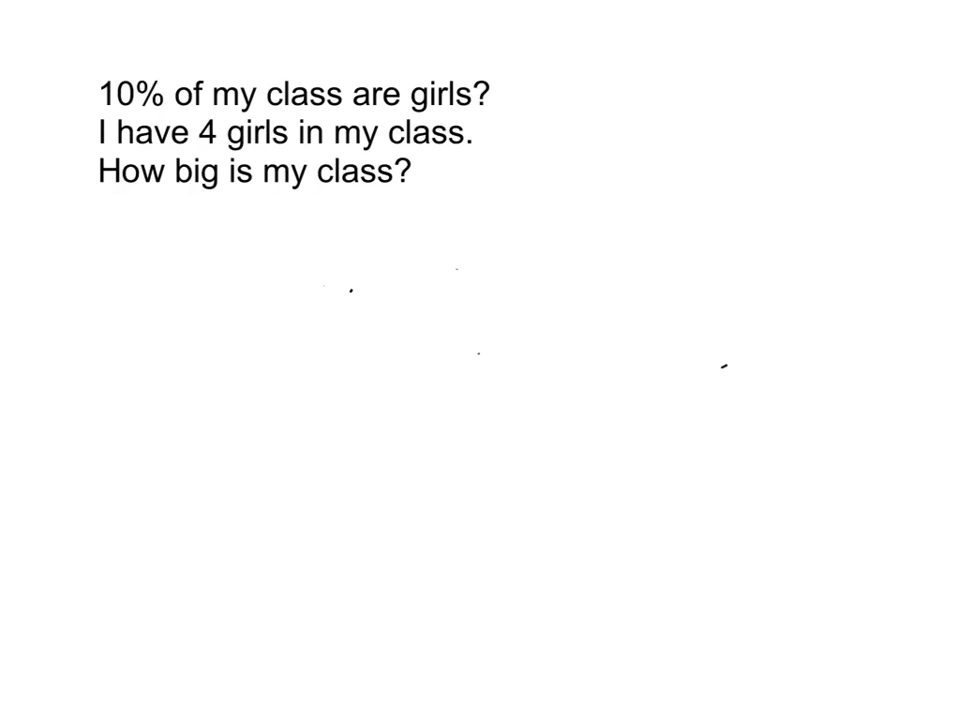 10% of my class are girls?
I have 4 girls in my class.
How big is my class?